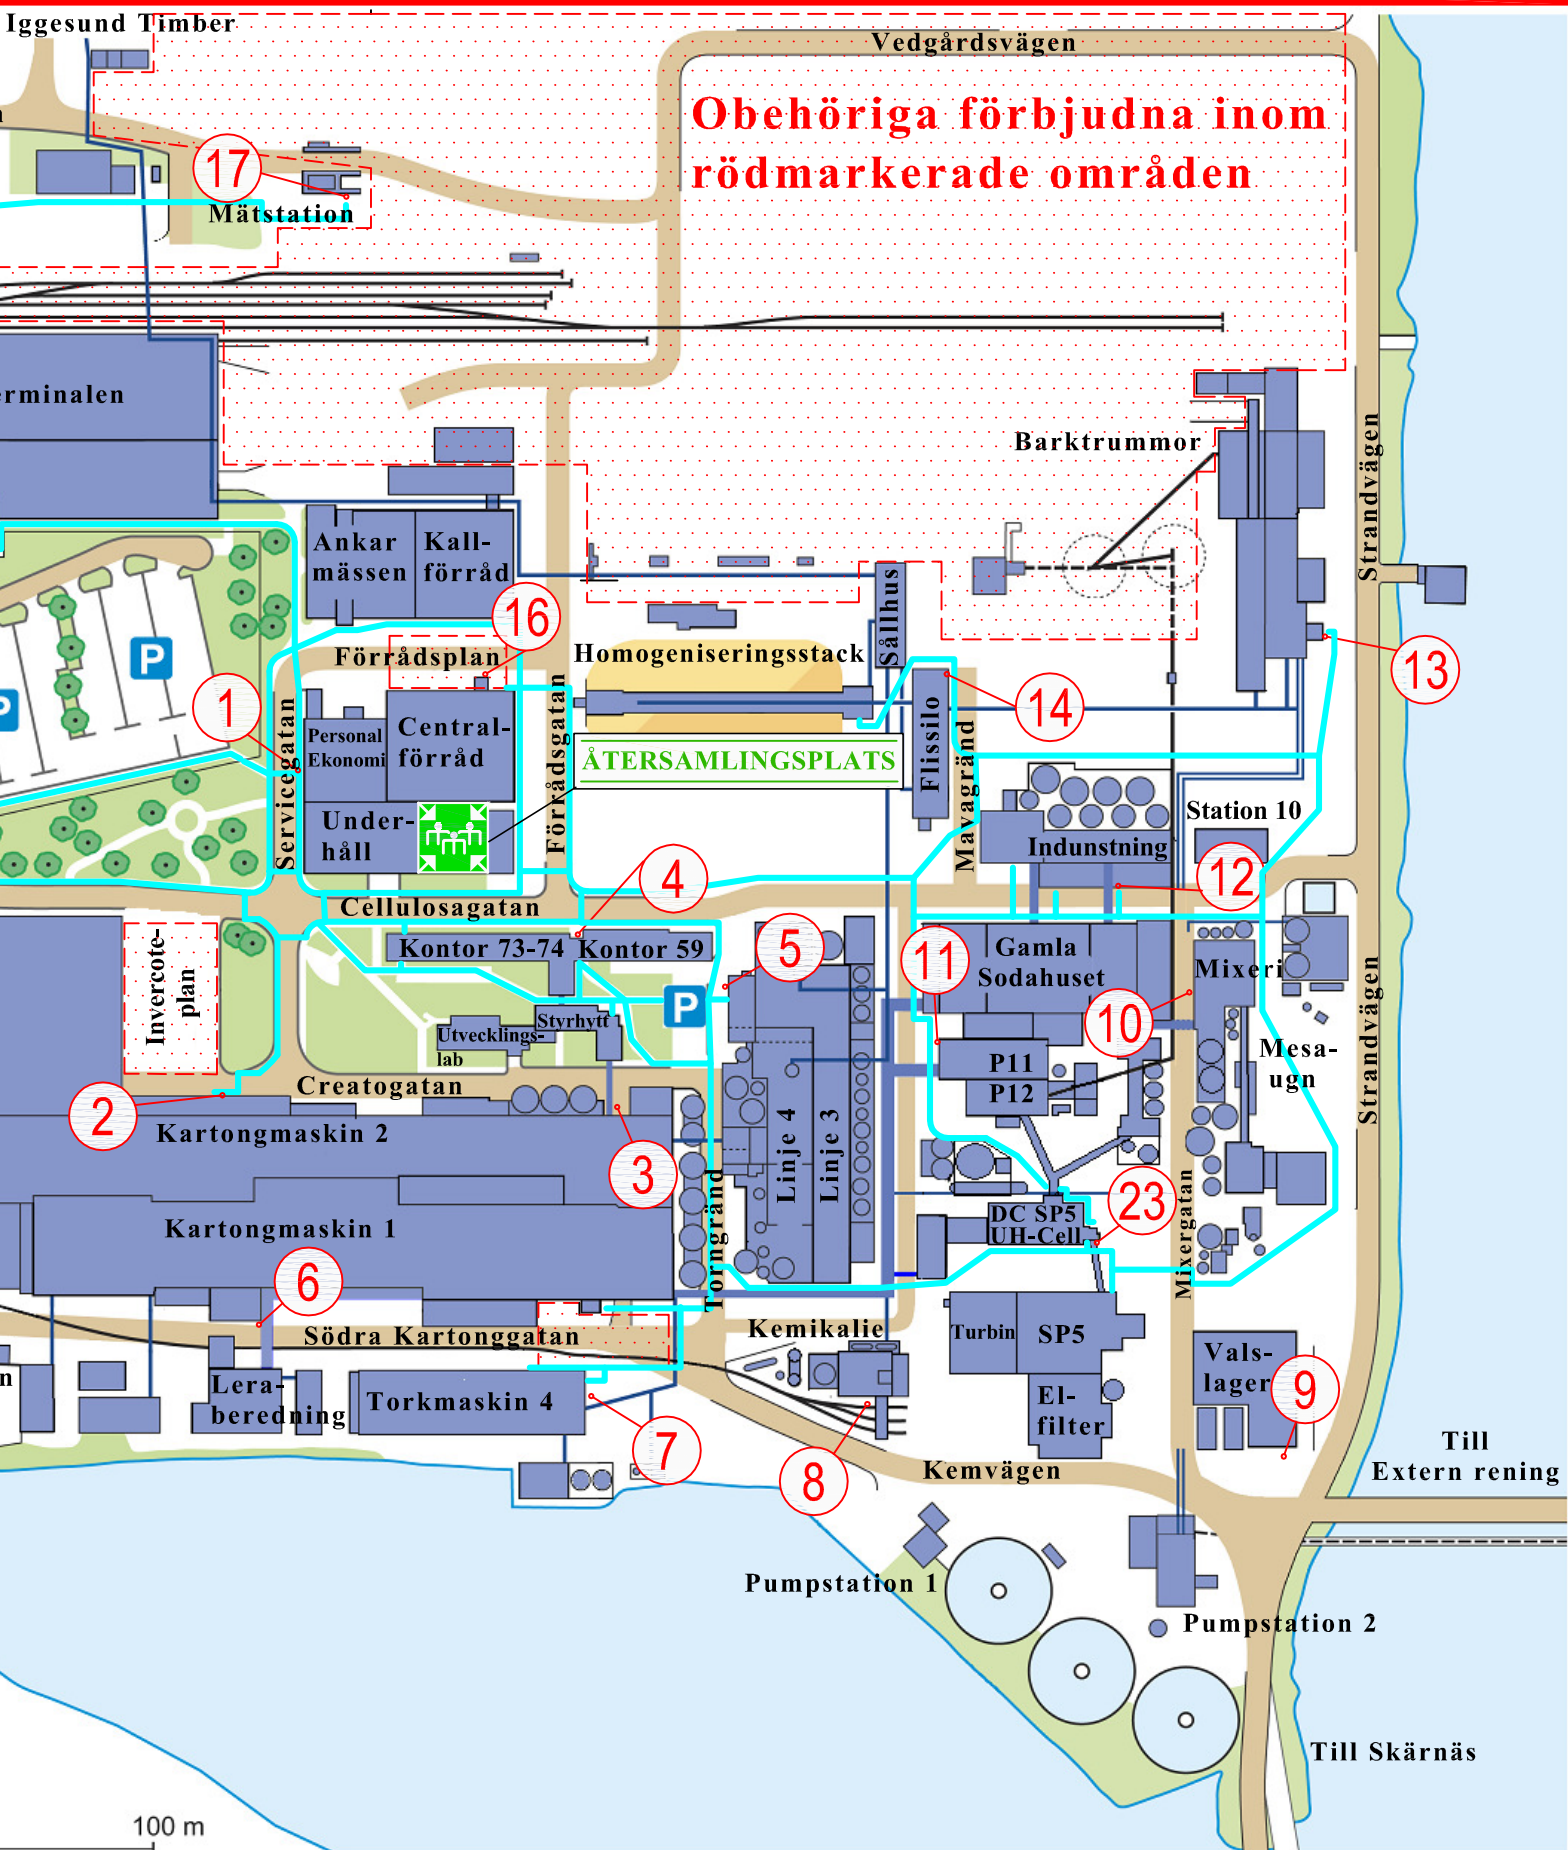 Iggesund Timber
Vedgårdsvägen
Obehöriga förbjudna inom
rödmarkerade områden
17
Mätstation
erminalen
Barktrummor
Strandvägen
Ankar
mässen
Kall-
förråd
16
Sållhus
Förrådsplan
Homogeniseringsstack
13
P
P
1
14
Servicegatan
Personal
Ekonomi
Central-
förråd
Förrådsgatan
ÅTERSAMLINGSPLATS
Flissilo
Mavagränd
Under-
håll
Station 10
Indunstning
4
12
Cellulosagatan
Kontor 73-74
Kontor 59
5
11
Gamla
Sodahuset
Mixeri
Invercote-
plan
P
10
Styrhytt
Utvecklings-
lab
Mesa-
ugn
Strandvägen
Creatogatan
P11
P12
2
Kartongmaskin 2
3
Linje 4
Linje 3
23
Kartongmaskin 1
DC SP5
UH-Cell
Torngränd
Mixergatan
6
Södra Kartonggatan
Kemikalie
Turbin
SP5
Vals-
lager
9
n
Lera-
beredning
Torkmaskin 4
El-
filter
7
8
Kemvägen
Till
Extern rening
Pumpstation 1
Pumpstation 2
Till Skärnäs
100 m